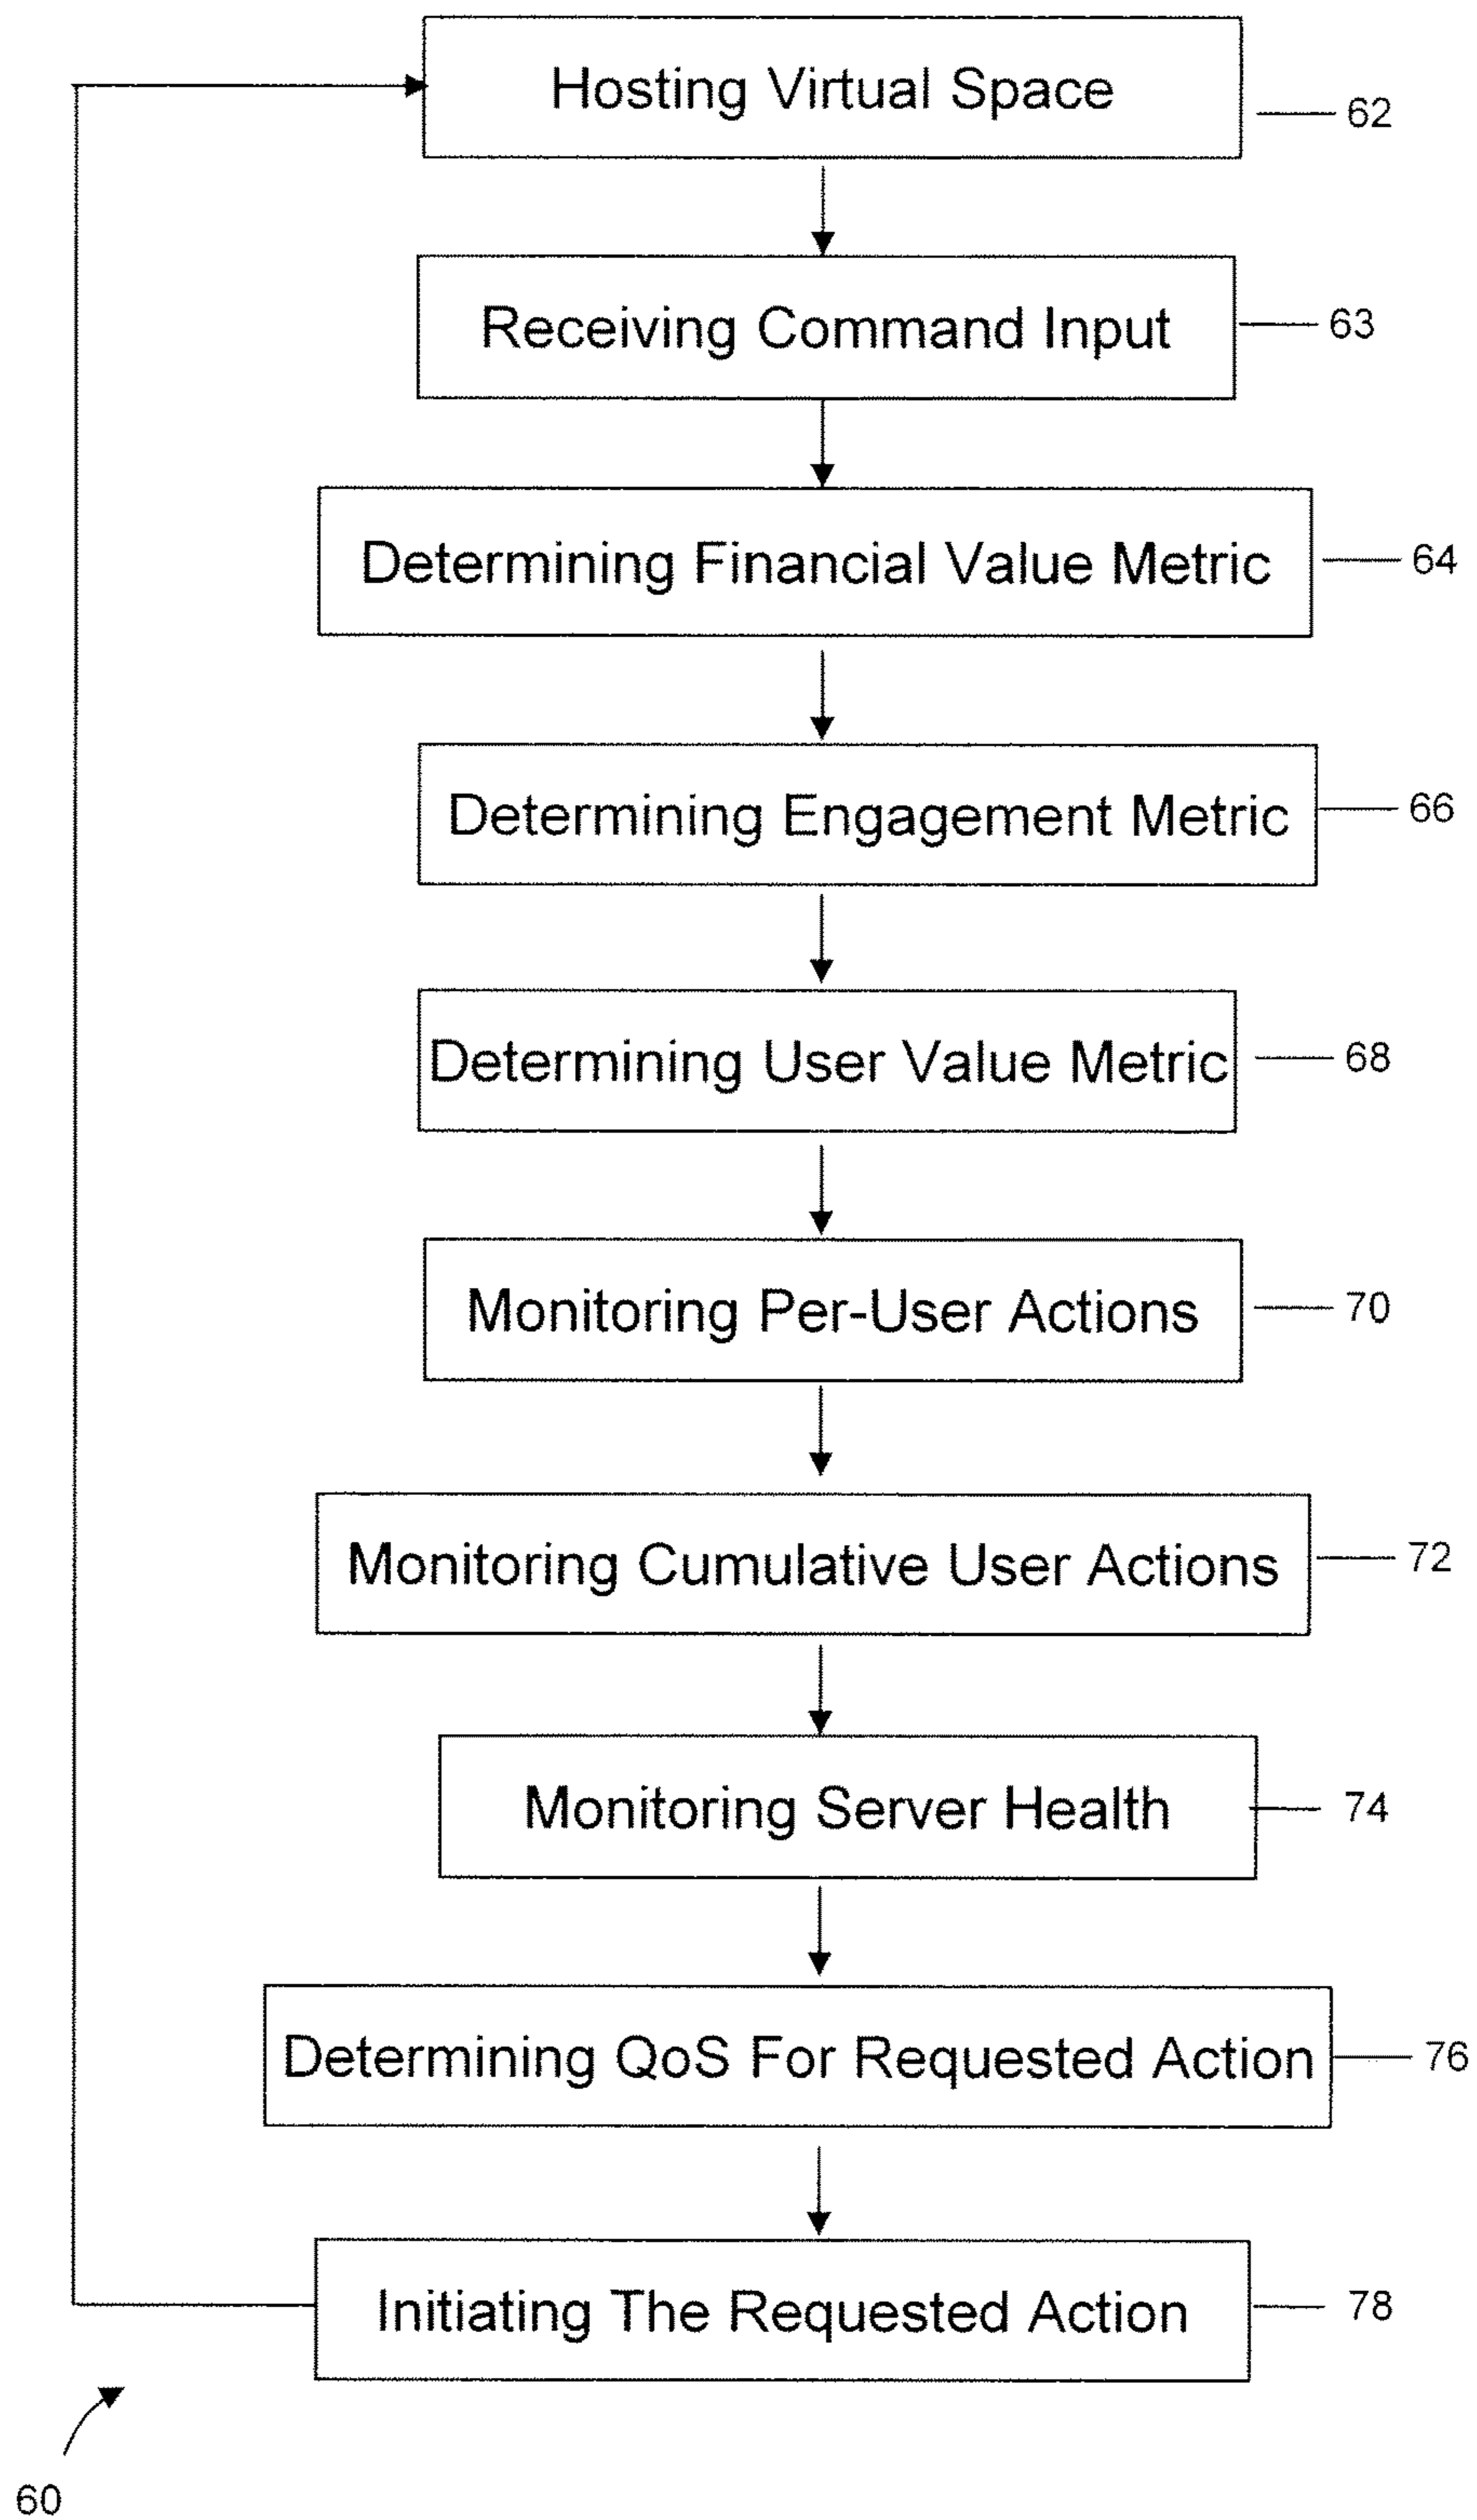 Hosting Virtual Space
62
Receiving Command Input
63
Determining Financial Value Metric
64
Determining Engagement Metric
66
Determining User Value Metric
68
Monitoring Per-User Actions
70
Monitoring Cumulative User Actions
72
Monitoring Server Health
74
Determining QoS For Requested Action
76
Initiating The Requested Action
78
60